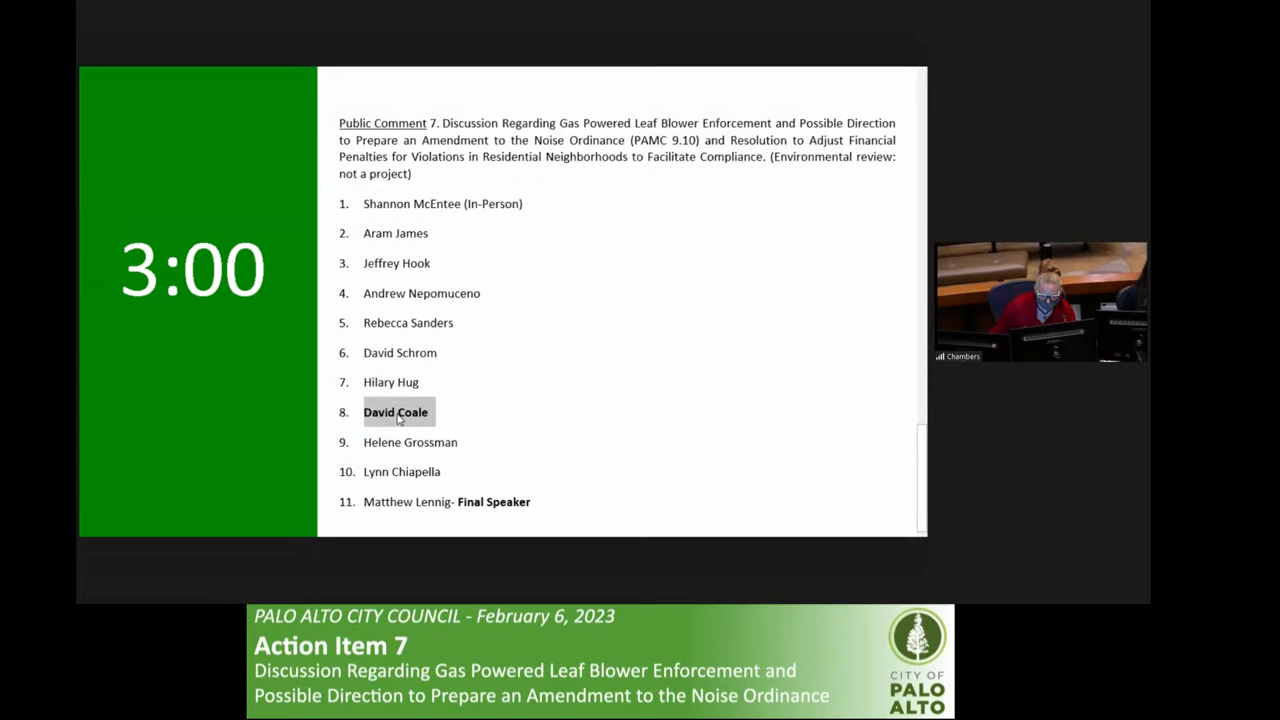 Public Comment 7. Discussion Regarding Gas Powered Leaf Blower Enforcement and Possible Direction
to Prepare an Amendment to the Noise Ordinance (PAMC 9.10) and Resolution to Adjust Financial
Penalties for Violations in Residential Neighborhoods to Facilitate Compliance. (Environmental review:
not a project)
1. Shannon McEntee (In-Person)
2. Aram James
3. Jeffrey Hook
4. Andrew Nepomuceno
5. Rebecca Sanders
6. David Schrom
7. Hilary Hug
8. David Coale
9. Helene Grossman
10. Lynn Chiapella
11. Matthew Lennig- Final Speaker
3:00
Chambers
PALO ALTO CITY COUNCIL - February 6, 2023
Action Item 7
Discussion Regarding Gas Powered Leaf Blower Enforcement and
Possible Direction to Prepare an Amendment to the Noise Ordinance
CITY OF
PALO
ALTO